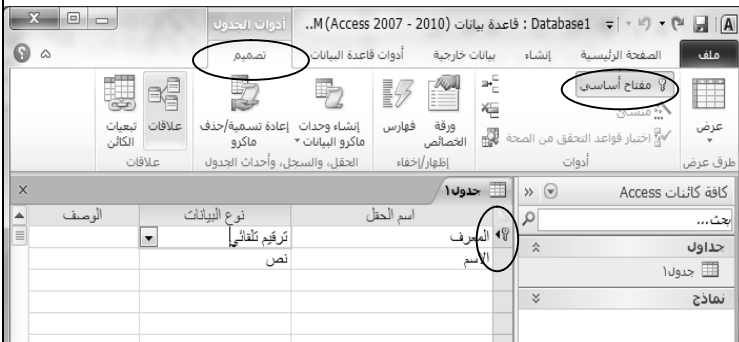 Database1 : قاعدة بيانات (Access 2007 - 2010) M..
أدوات الجدول
ملف
الصفحة الرئيسية
إنشاء
بيانات خارجية
أدوات قاعدة البيانات
تصميم
عرض
طرق عرض
مفتاح أساسي
منشئ
اختبار قواعد التحقق من الصحة
أدوات
ورقة الخصائص
فهارس
إظهار/إخفاء
إنشاء وحدات ماكرو البيانات
إعادة تسمية/حذف ماكرو
الحقل، والسجل، وأحداث الجدول
علاقات
تبعيات الكائن
علاقات
كافة كائنات Access
بحث...
جداول
جدول١
نماذج
جدول١
اسم الحقل نوع البيانات الوصف
المعرف ترقيم تلقائي
الاسم نص